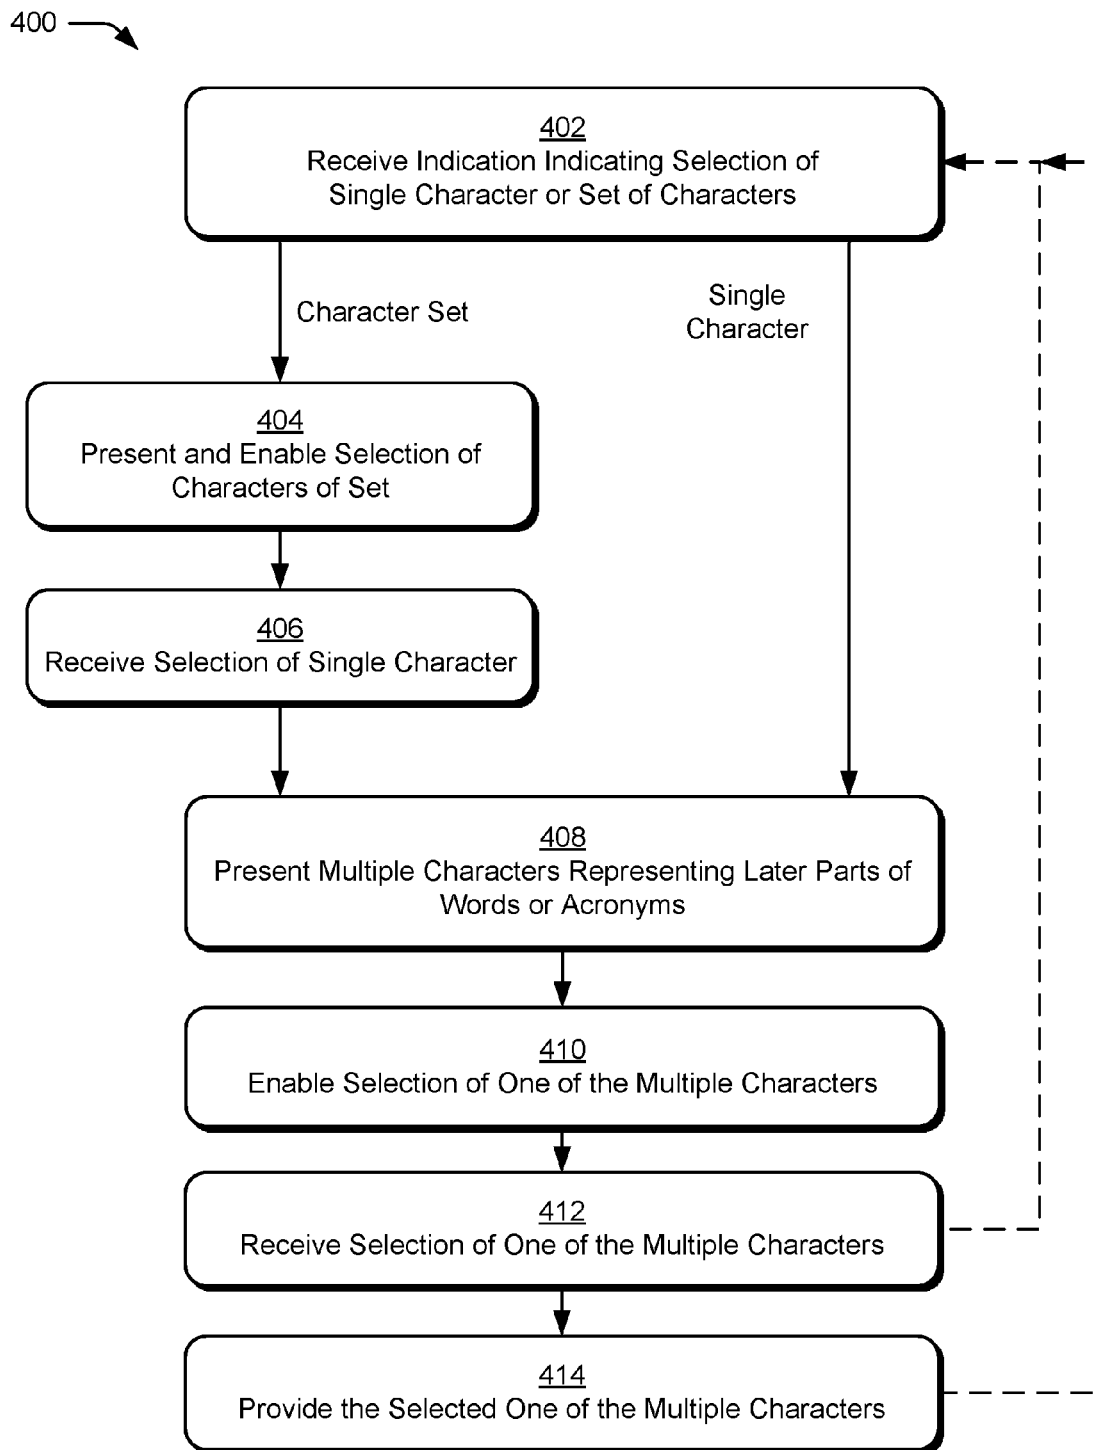 400
402
Receive Indication Indicating Selection of
Single Character or Set of Characters
Character Set
Single
Character
404
Present and Enable Selection of
Characters of Set
406
Receive Selection of Single Character
408
Present Multiple Characters Representing Later Parts of
Words or Acronyms
410
Enable Selection of One of the Multiple Characters
412
Receive Selection of One of the Multiple Characters
414
Provide the Selected One of the Multiple Characters